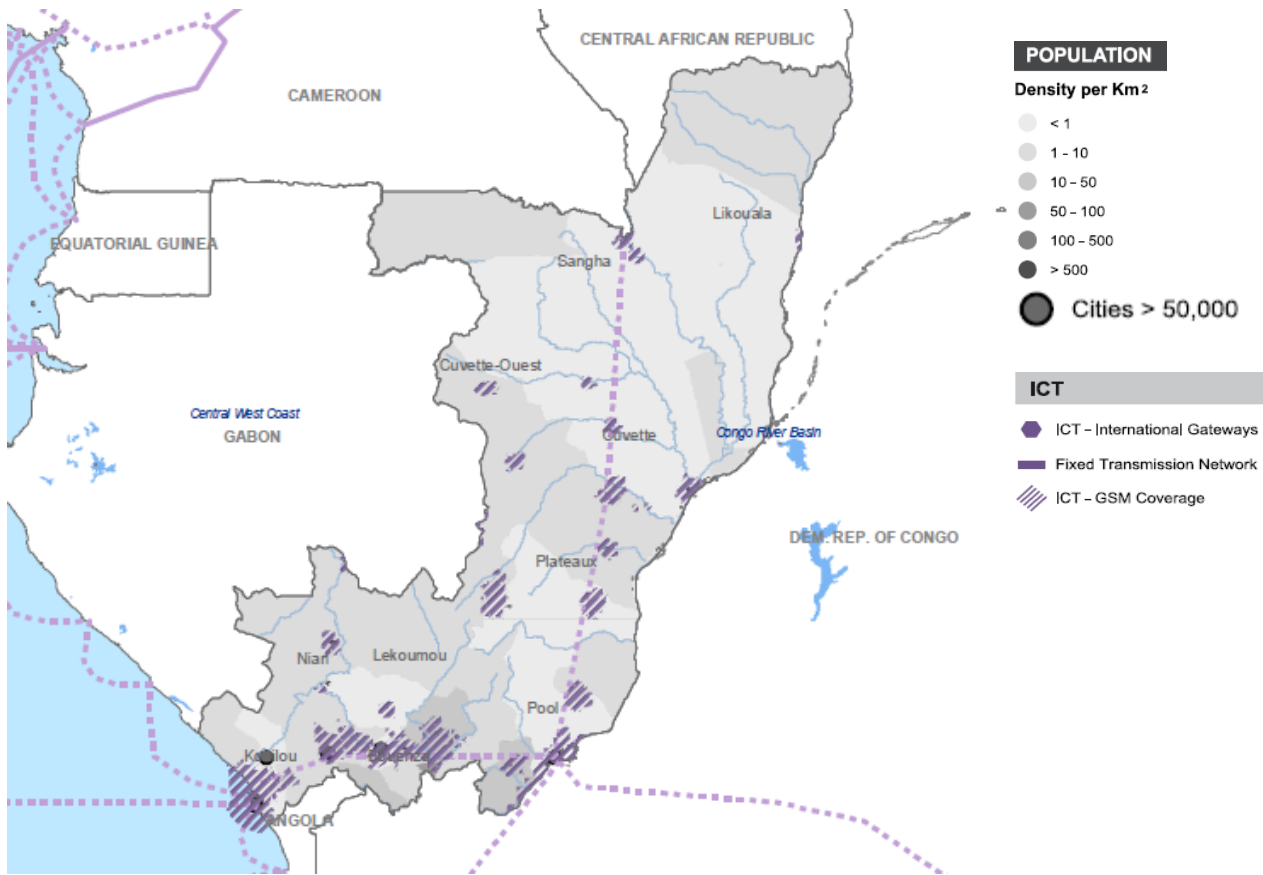 CENTRAL AFRICAN REPUBLIC
CAMEROON
Likouala
EQUATORIAL GUINEA
Sangha
Cuvette-Ouest
Central West Coast
GABON
Cuvette
Congo River Basin
DEM. REP. OF CONGO
Plateaux
Niari
Lekoumou
Pool
Kouilou
Bouenza
ANGOLA
POPULATION
Density per Km2
< 1
1 – 10
10 – 50
50 – 100
100 – 500
> 500
Cities > 50,000
ICT
ICT – International Gateways
Fixed Transmission Network
ICT – GSM Coverage